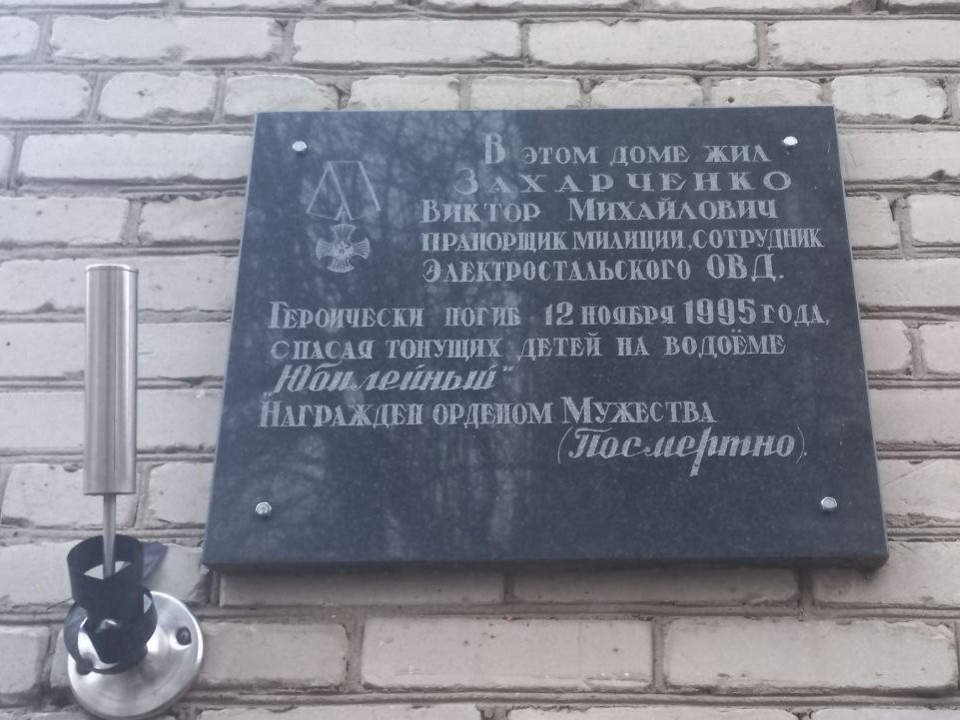 В этом доме жил
Захарченко
Виктор Михайлович
прапорщик милиции, сотрудник
Электростальского ОВД.
Героически погиб 12 ноября 1995 года,
спасая тонущих детей на водоёме
"Юбилейный"
Награжден орденом Мужества
(Посмертно).